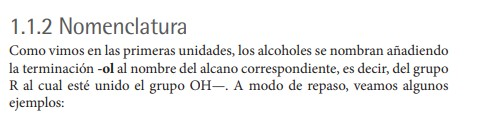 1.1.2 Nomenclatura
Como vimos en las primeras unidades, los alcoholes se nombran añadiendo
la terminación -ol al nombre del alcano correspondiente, es decir, del grupo
R al cual esté unido el grupo OH—. A modo de repaso, veamos algunos
ejemplos: